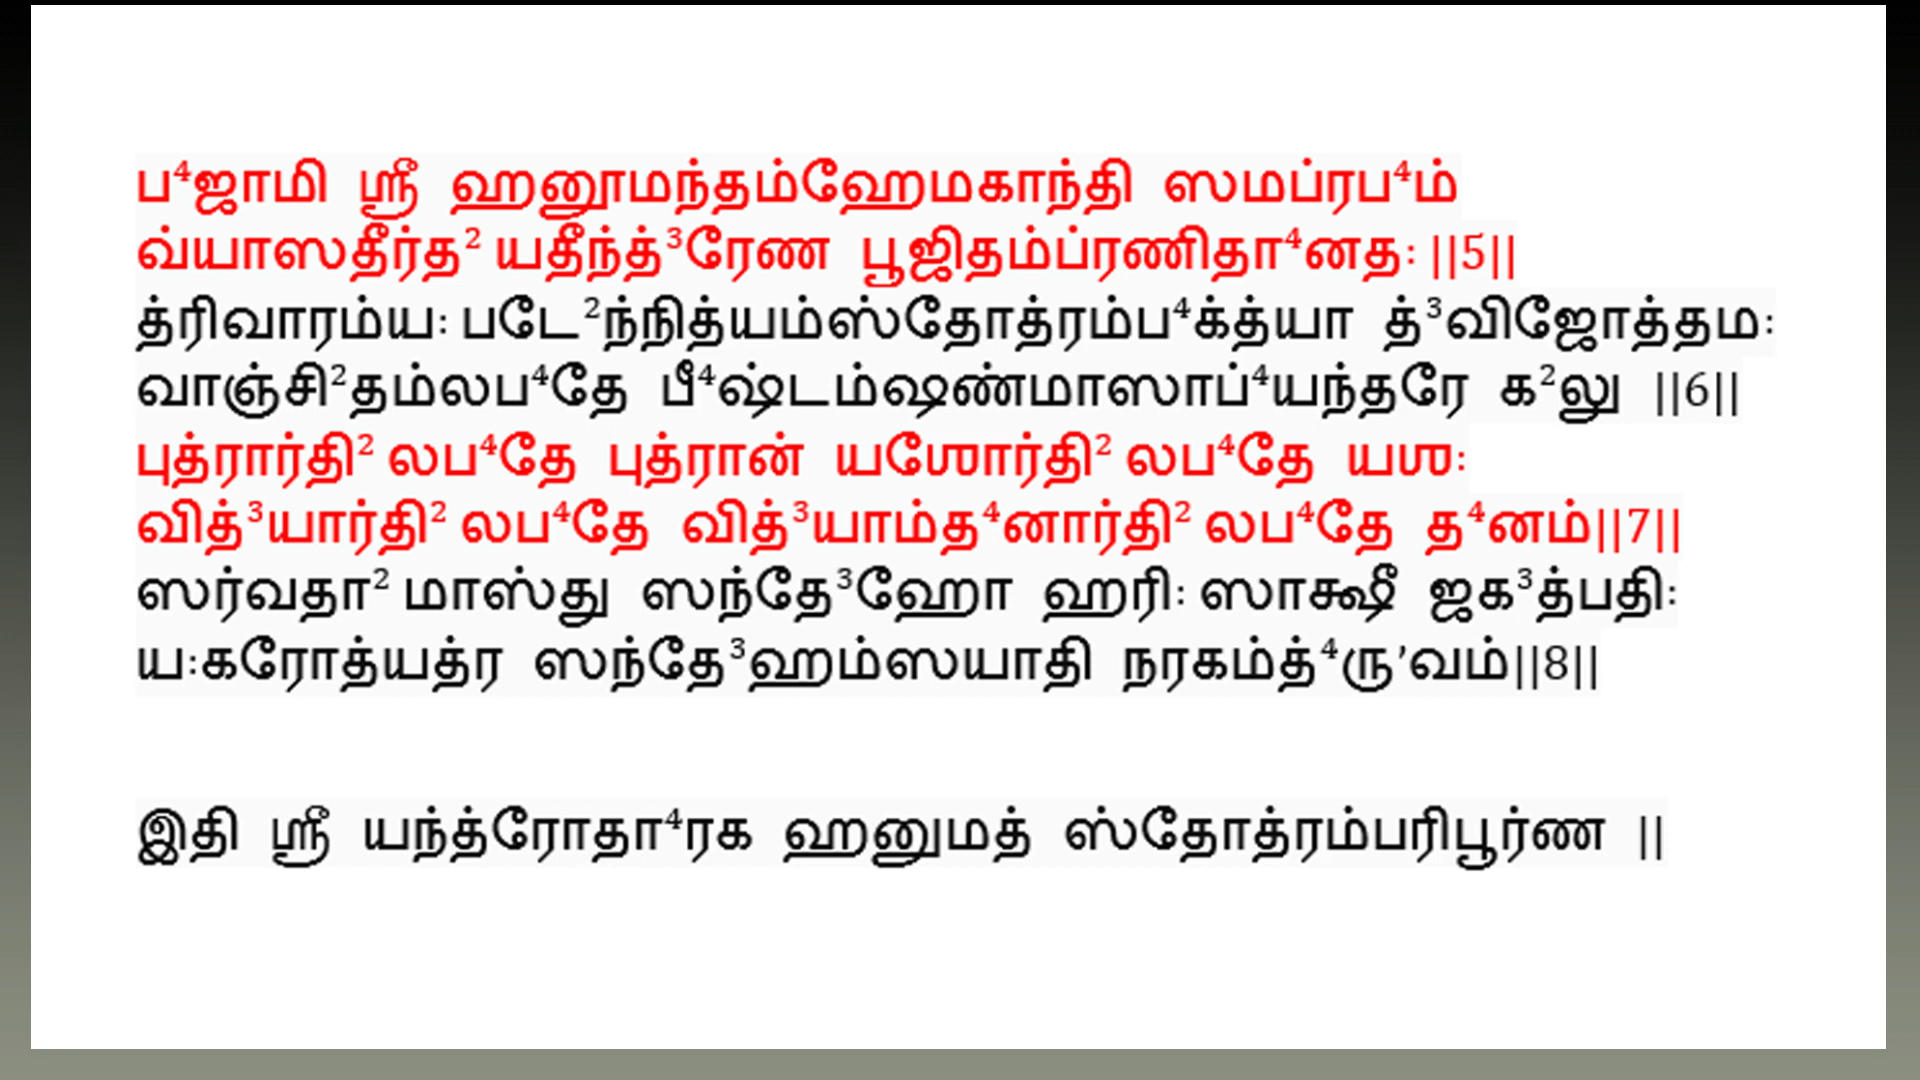 ப⁴ஜாமி ஸ்ரீ ஹனூமந்தம்ஹேமகாந்தி ஸமப்ரப⁴ம்
வ்யாஸதீர்த² யதீந்த்³ரேண பூஜிதம்ப்ரணிதா⁴னத: ||5||
த்ரிவாரம்ய: படே²ந்நித்யம்ஸ்தோத்ரம்ப⁴க்த்யா த்³விஜோத்தம:
வாஞ்சி²தம்லப⁴தே பீ⁴ஷ்டம்ஷண்மாஸாப்⁴யந்தரே க²லு ||6||
புத்ரார்தி² லப⁴தே புத்ரான் யஶோர்தி² லப⁴தே யஶ:
வித்³யார்தி² லப⁴தே வித்³யாம்த⁴னார்தி² லப⁴தே த⁴னம்||7||
ஸர்வதா² மாஸ்து ஸந்தே³ஹோ ஹரி: ஸாக்ஷீ ஜக³த்பதி:
ய:கரோத்யத்ர ஸந்தே³ஹம்ஸயாதி நரகம்த்⁴ரு’வம்||8||
இதி ஸ்ரீ யந்த்ரோதா⁴ரக ஹனுமத் ஸ்தோத்ரம்பரிபூர்ண ||